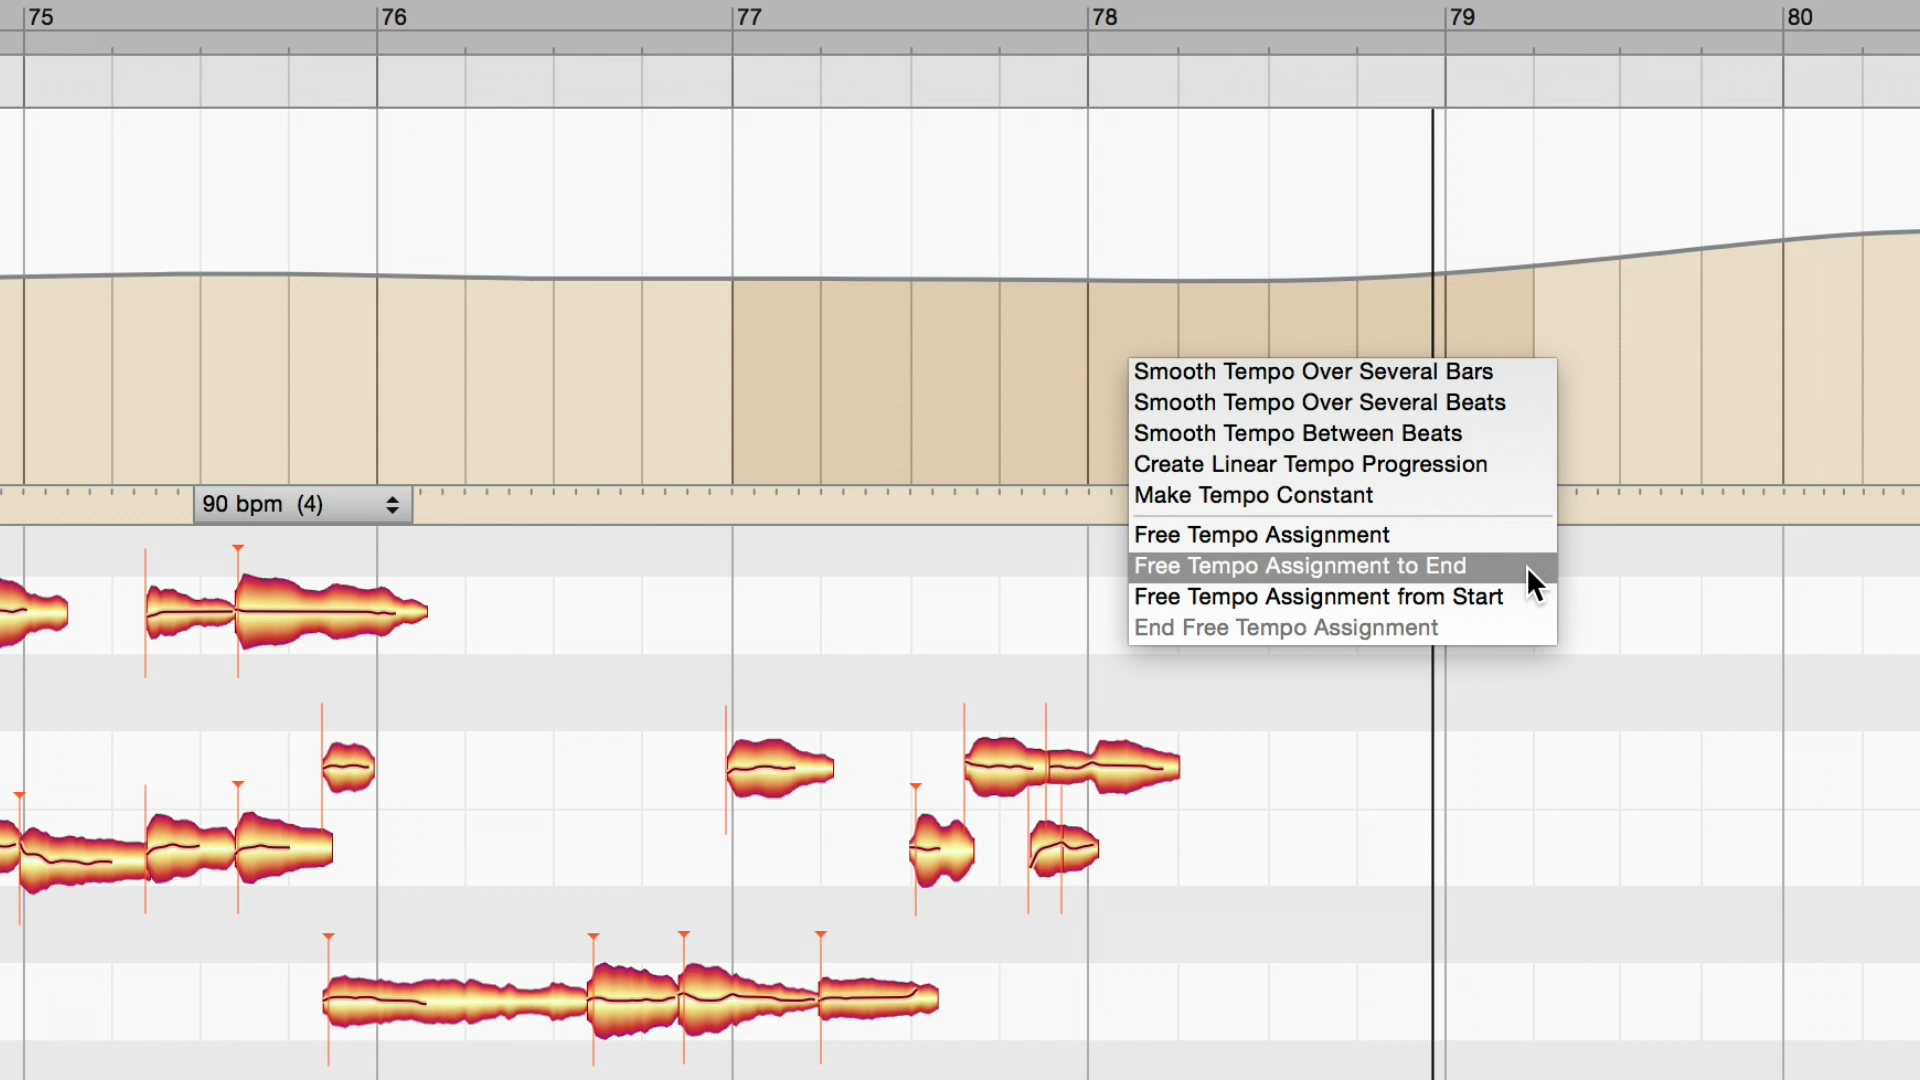 75 76 77 78 79 80
Smooth Tempo Over Several Bars
Smooth Tempo Over Several Beats
Smooth Tempo Between Beats
Create Linear Tempo Progression
Make Tempo Constant
90 bpm (4)
Free Tempo Assignment
Free Tempo Assignment to End
Free Tempo Assignment from Start
End Free Tempo Assignment